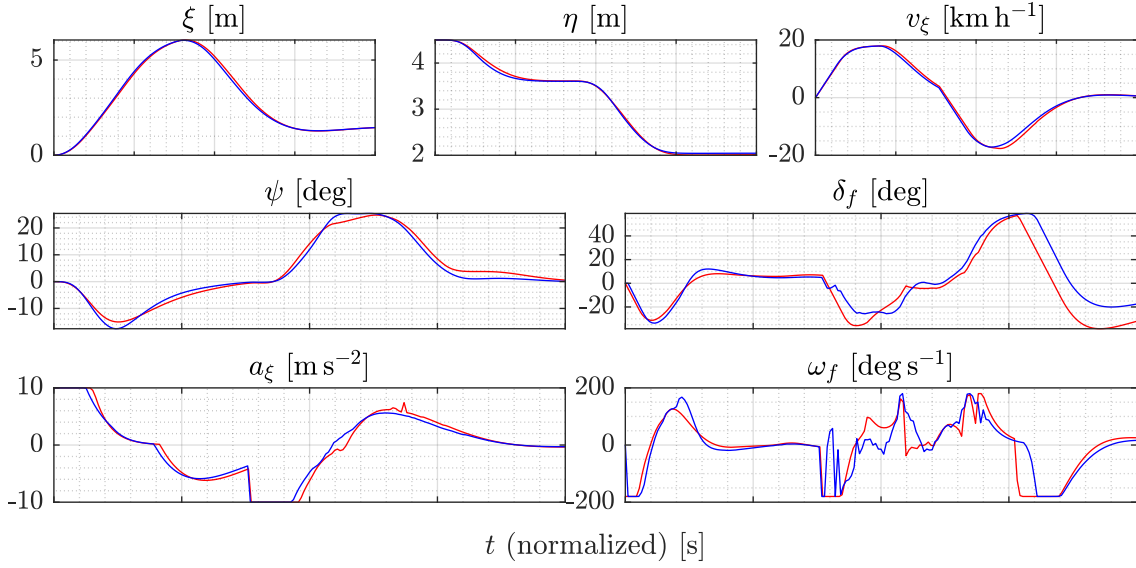 ξ [m]
η [m]
v_ξ [km h⁻¹]
5
0
4
3
2
20
0
-20
ψ [deg]
δ_f [deg]
20
10
0
-10
40
20
0
-20
a_ξ [m s⁻²]
ω_f [deg s⁻¹]
10
0
-10
200
0
-200
t (normalized) [s]